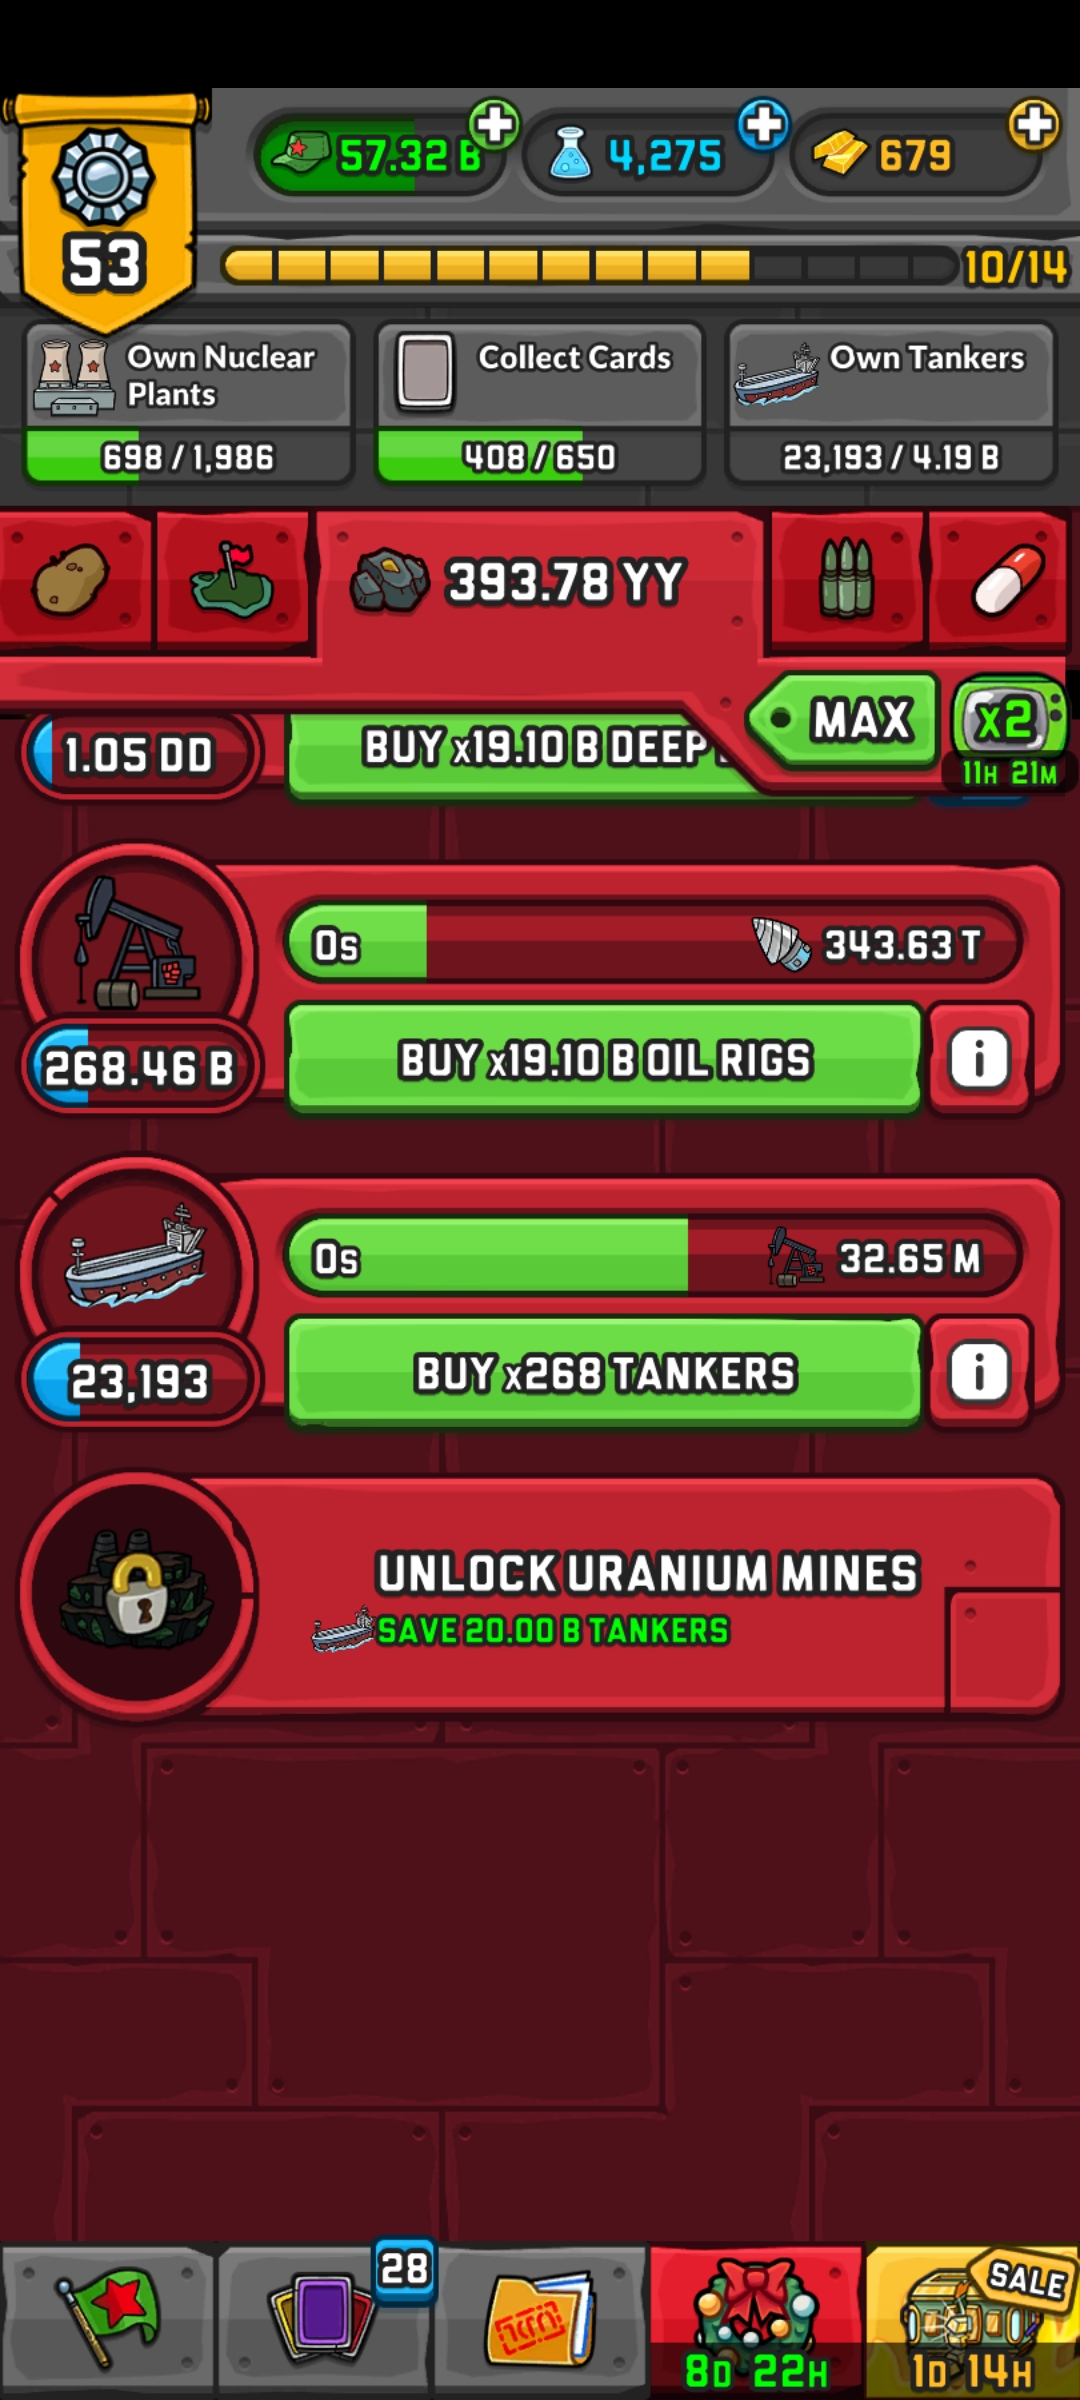 57.32 B
4,275
679
53
10/14
Own Nuclear
Plants
698 / 1,986
Collect Cards
408 / 650
Own Tankers
23,193 / 4.19 B
393.78 YY
MAX
x2
11H 21M
1.05 DD
BUY x19.10 B DEEP
0s
343.63 T
268.46 B
BUY x19.10 B OIL RIGS
i
0s
32.65 M
23,193
BUY x268 TANKERS
i
UNLOCK URANIUM MINES
SAVE 20.00 B TANKERS
28
SALE
8D 22H
1D 14H